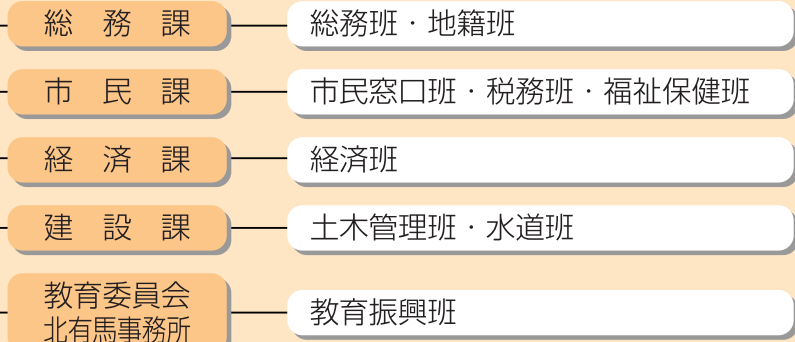 総務課
総務班・地籍班
市民課
市民窓口班・税務班・福祉保健班
経済課
経済班
建設課
土木管理班・水道班
教育委員会
北有馬事務所
教育振興班